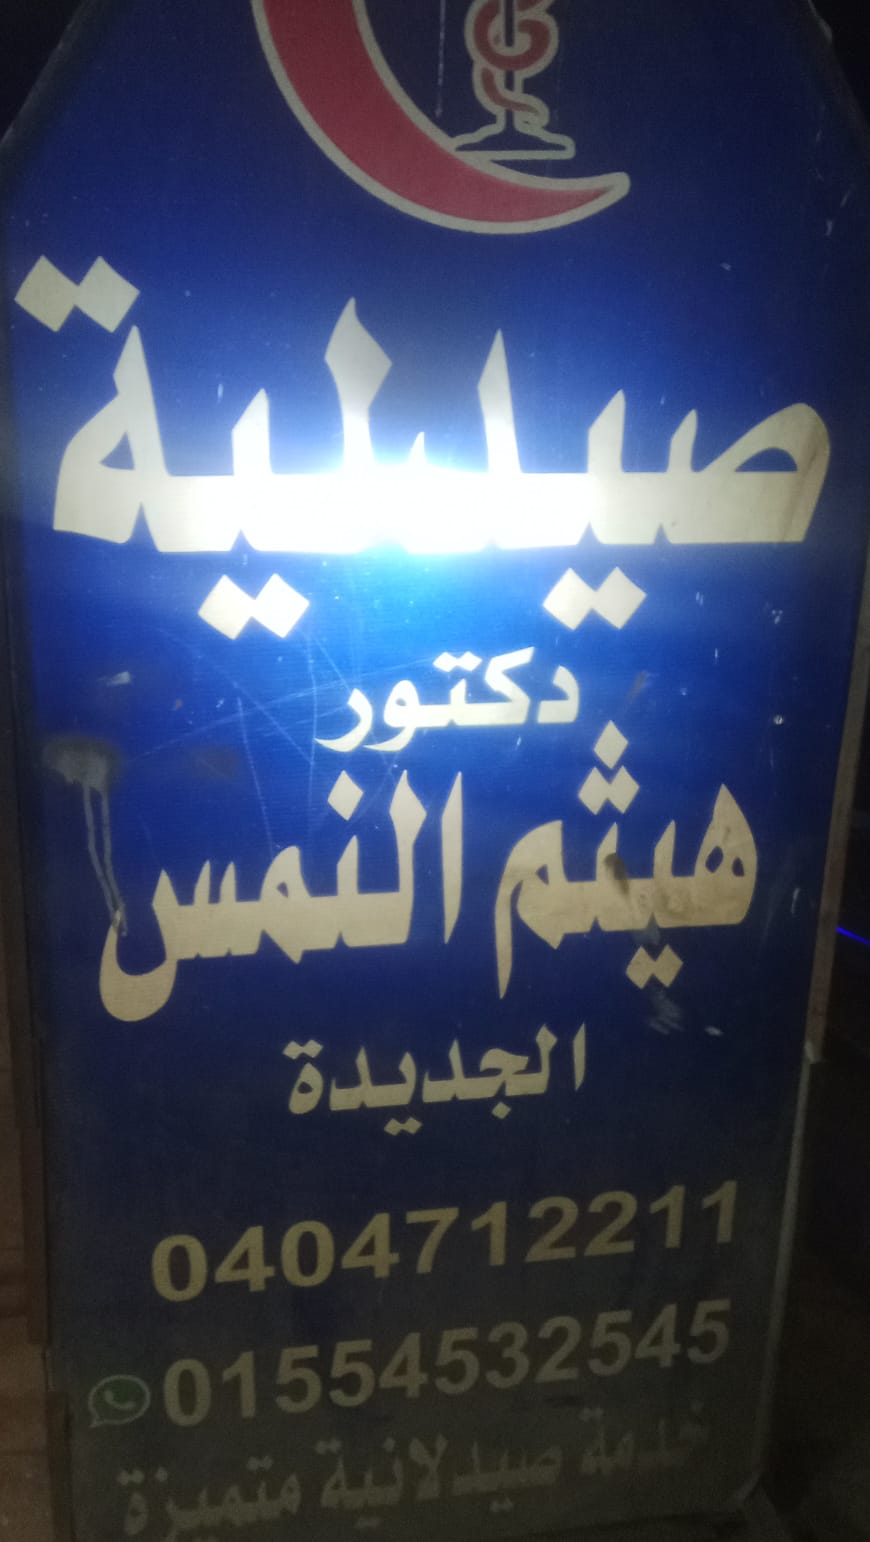 صيدلية
دكتور
هيثم النمس
الجديدة
0404712211
01554532545
خدمة صيدلانية متميزة